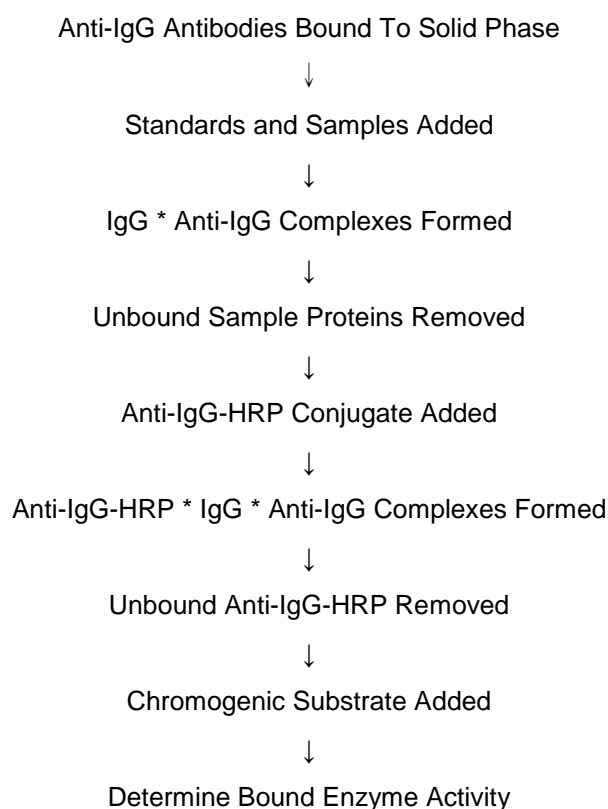 Anti-IgG Antibodies Bound To Solid Phase
↓
Standards and Samples Added
↓
IgG * Anti-IgG Complexes Formed
↓
Unbound Sample Proteins Removed
↓
Anti-IgG-HRP Conjugate Added
↓
Anti-IgG-HRP * IgG * Anti-IgG Complexes Formed
↓
Unbound Anti-IgG-HRP Removed
↓
Chromogenic Substrate Added
↓
Determine Bound Enzyme Activity